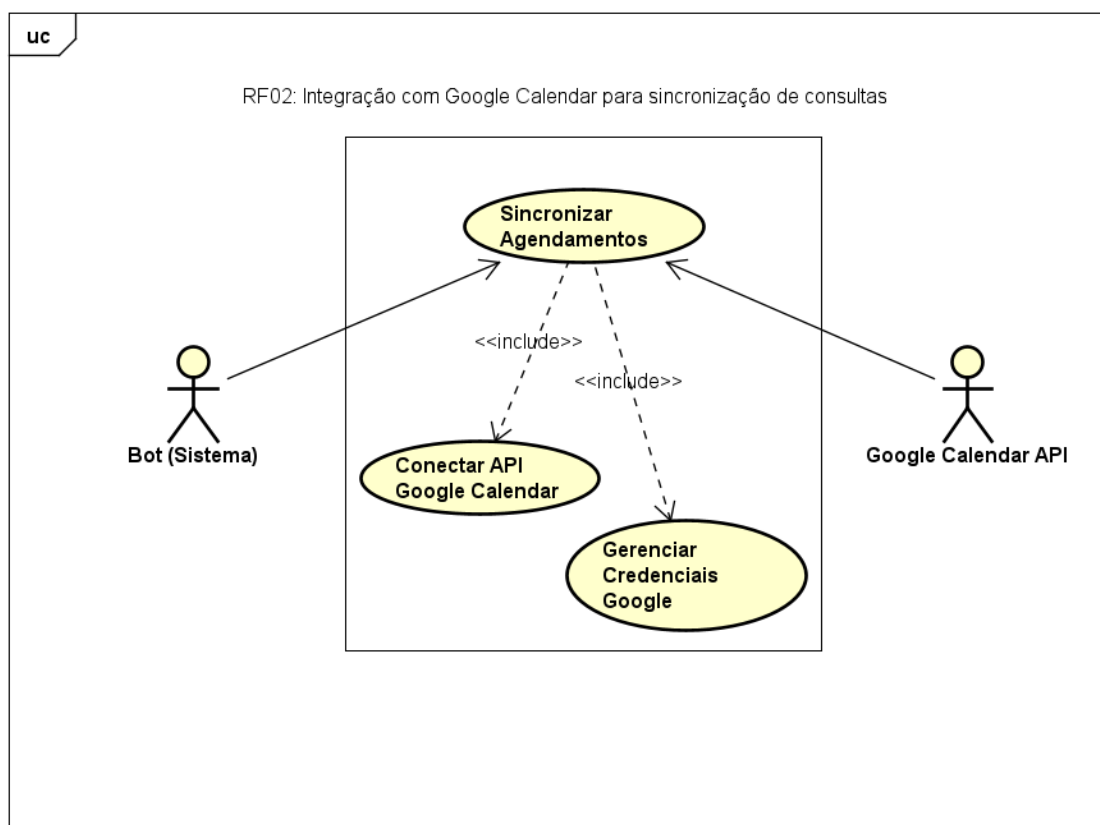 uc
RF02: Integração com Google Calendar para sincronização de consultas
Sincronizar
Agendamentos
<<include>>
<<include>>
Bot (Sistema)
Google Calendar API
Conectar API
Google Calendar
Gerenciar
Credenciais
Google